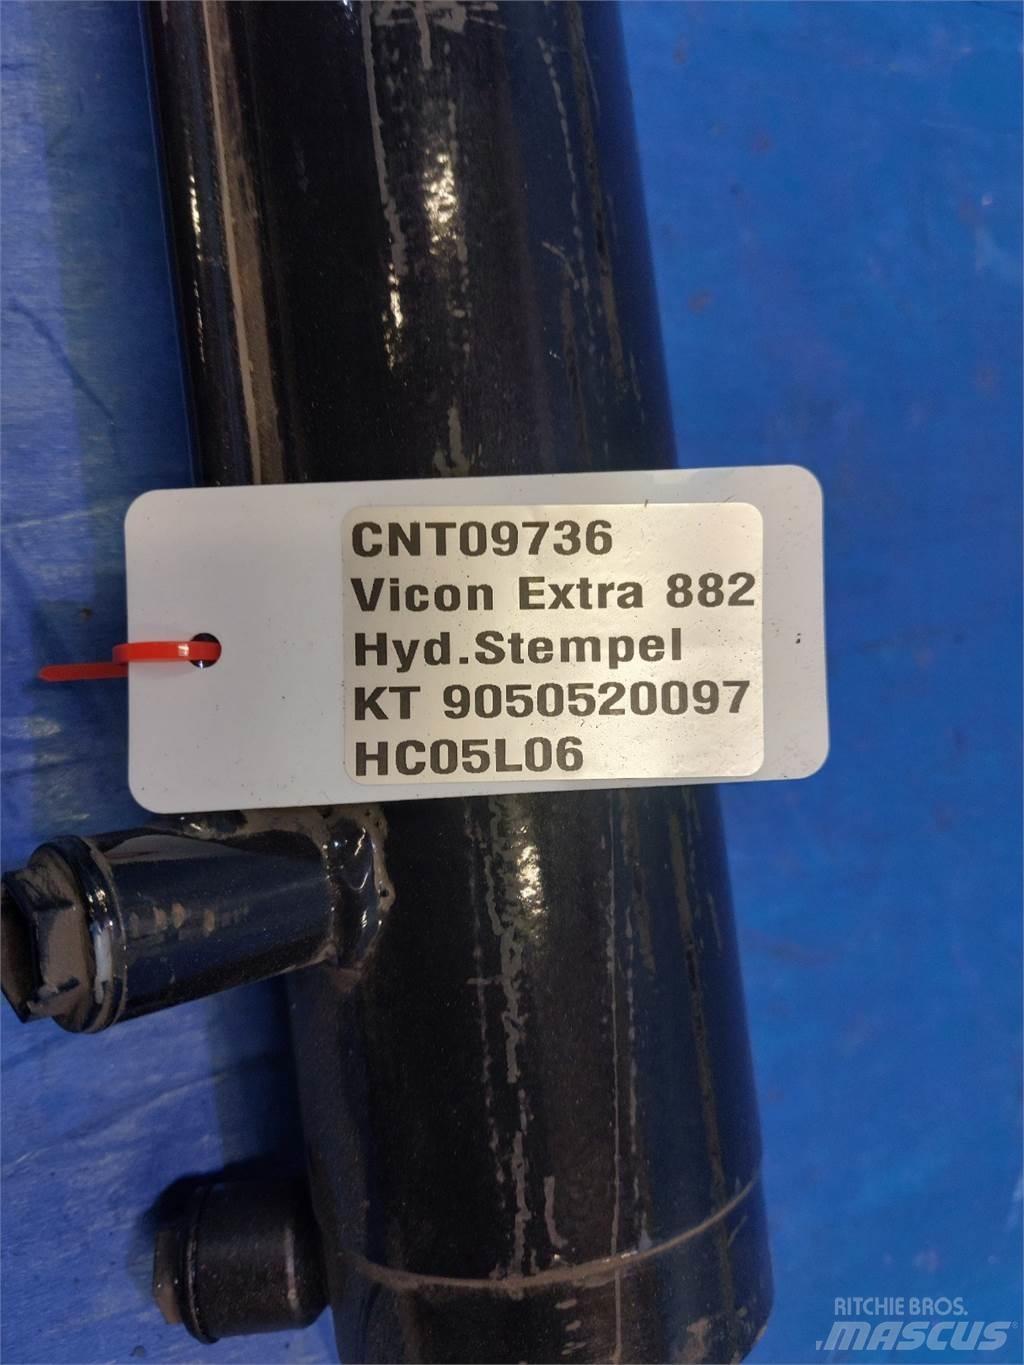 CNT09736
Vicon Extra 882
Hyd.Stempel
KT 9050520097
HC05L06
RITCHIE BROS.
MASCUS